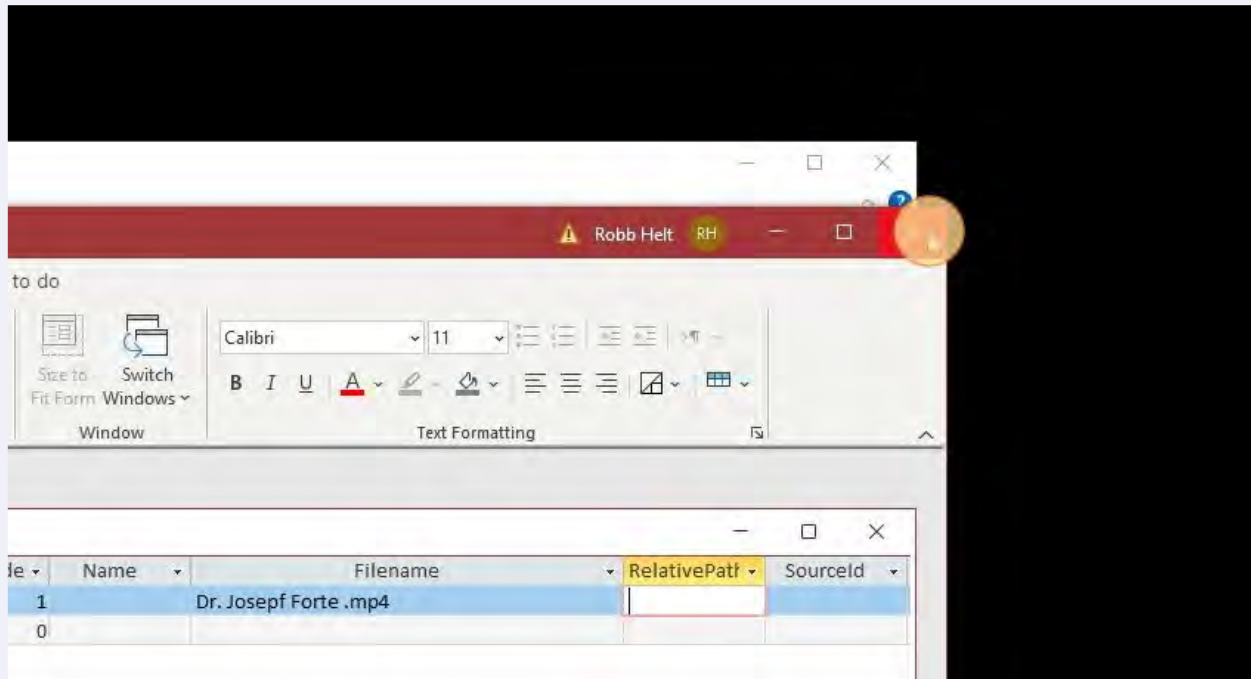 ?
Robb Helt RH
to do
Calibri 11
Size to Switch
Fit Form Windows
B I U A
Window Text Formatting
de Name Filename RelativePath SourceId
1 Dr. Josepf Forte .mp4
0